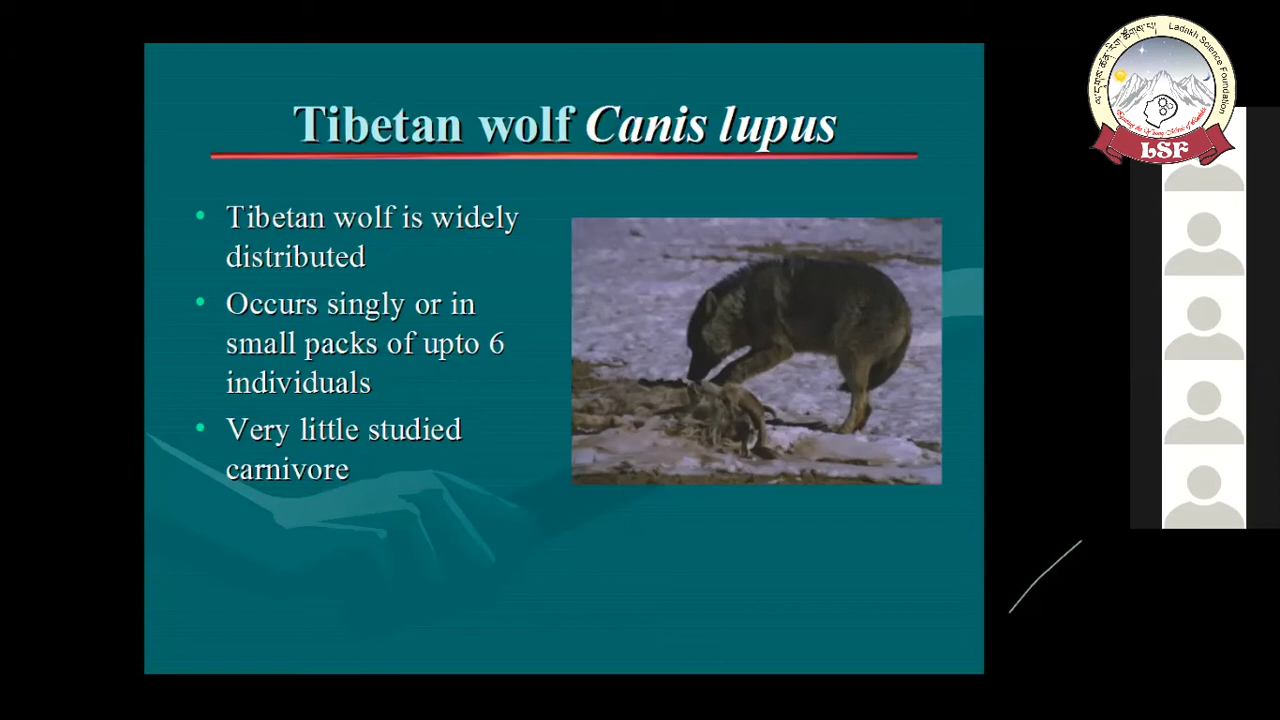 Tibetan wolf Canis lupus
• Tibetan wolf is widely
distributed
• Occurs singly or in
small packs of upto 6
individuals
• Very little studied
carnivore
Ladakh Science Foundation
LSF